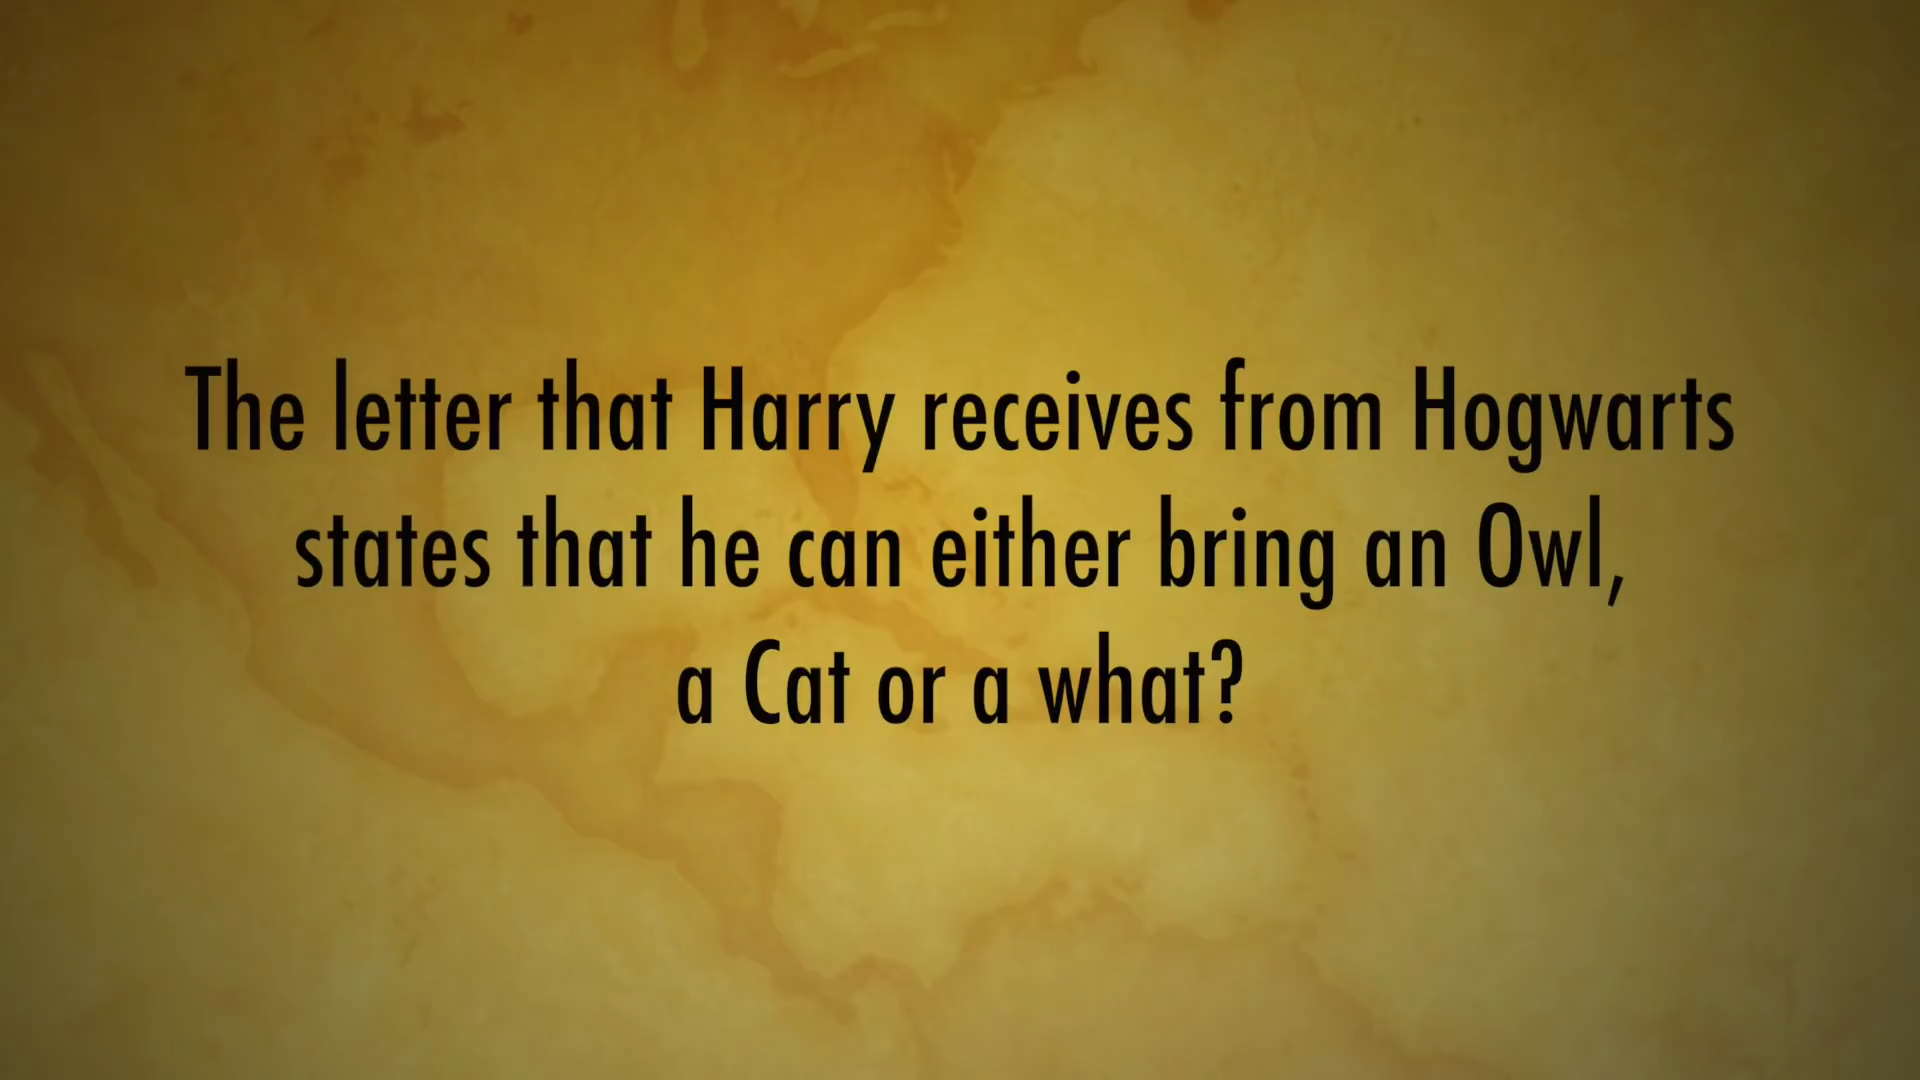 The letter that Harry receives from Hogwarts
states that he can either bring an Owl,
a Cat or a what?